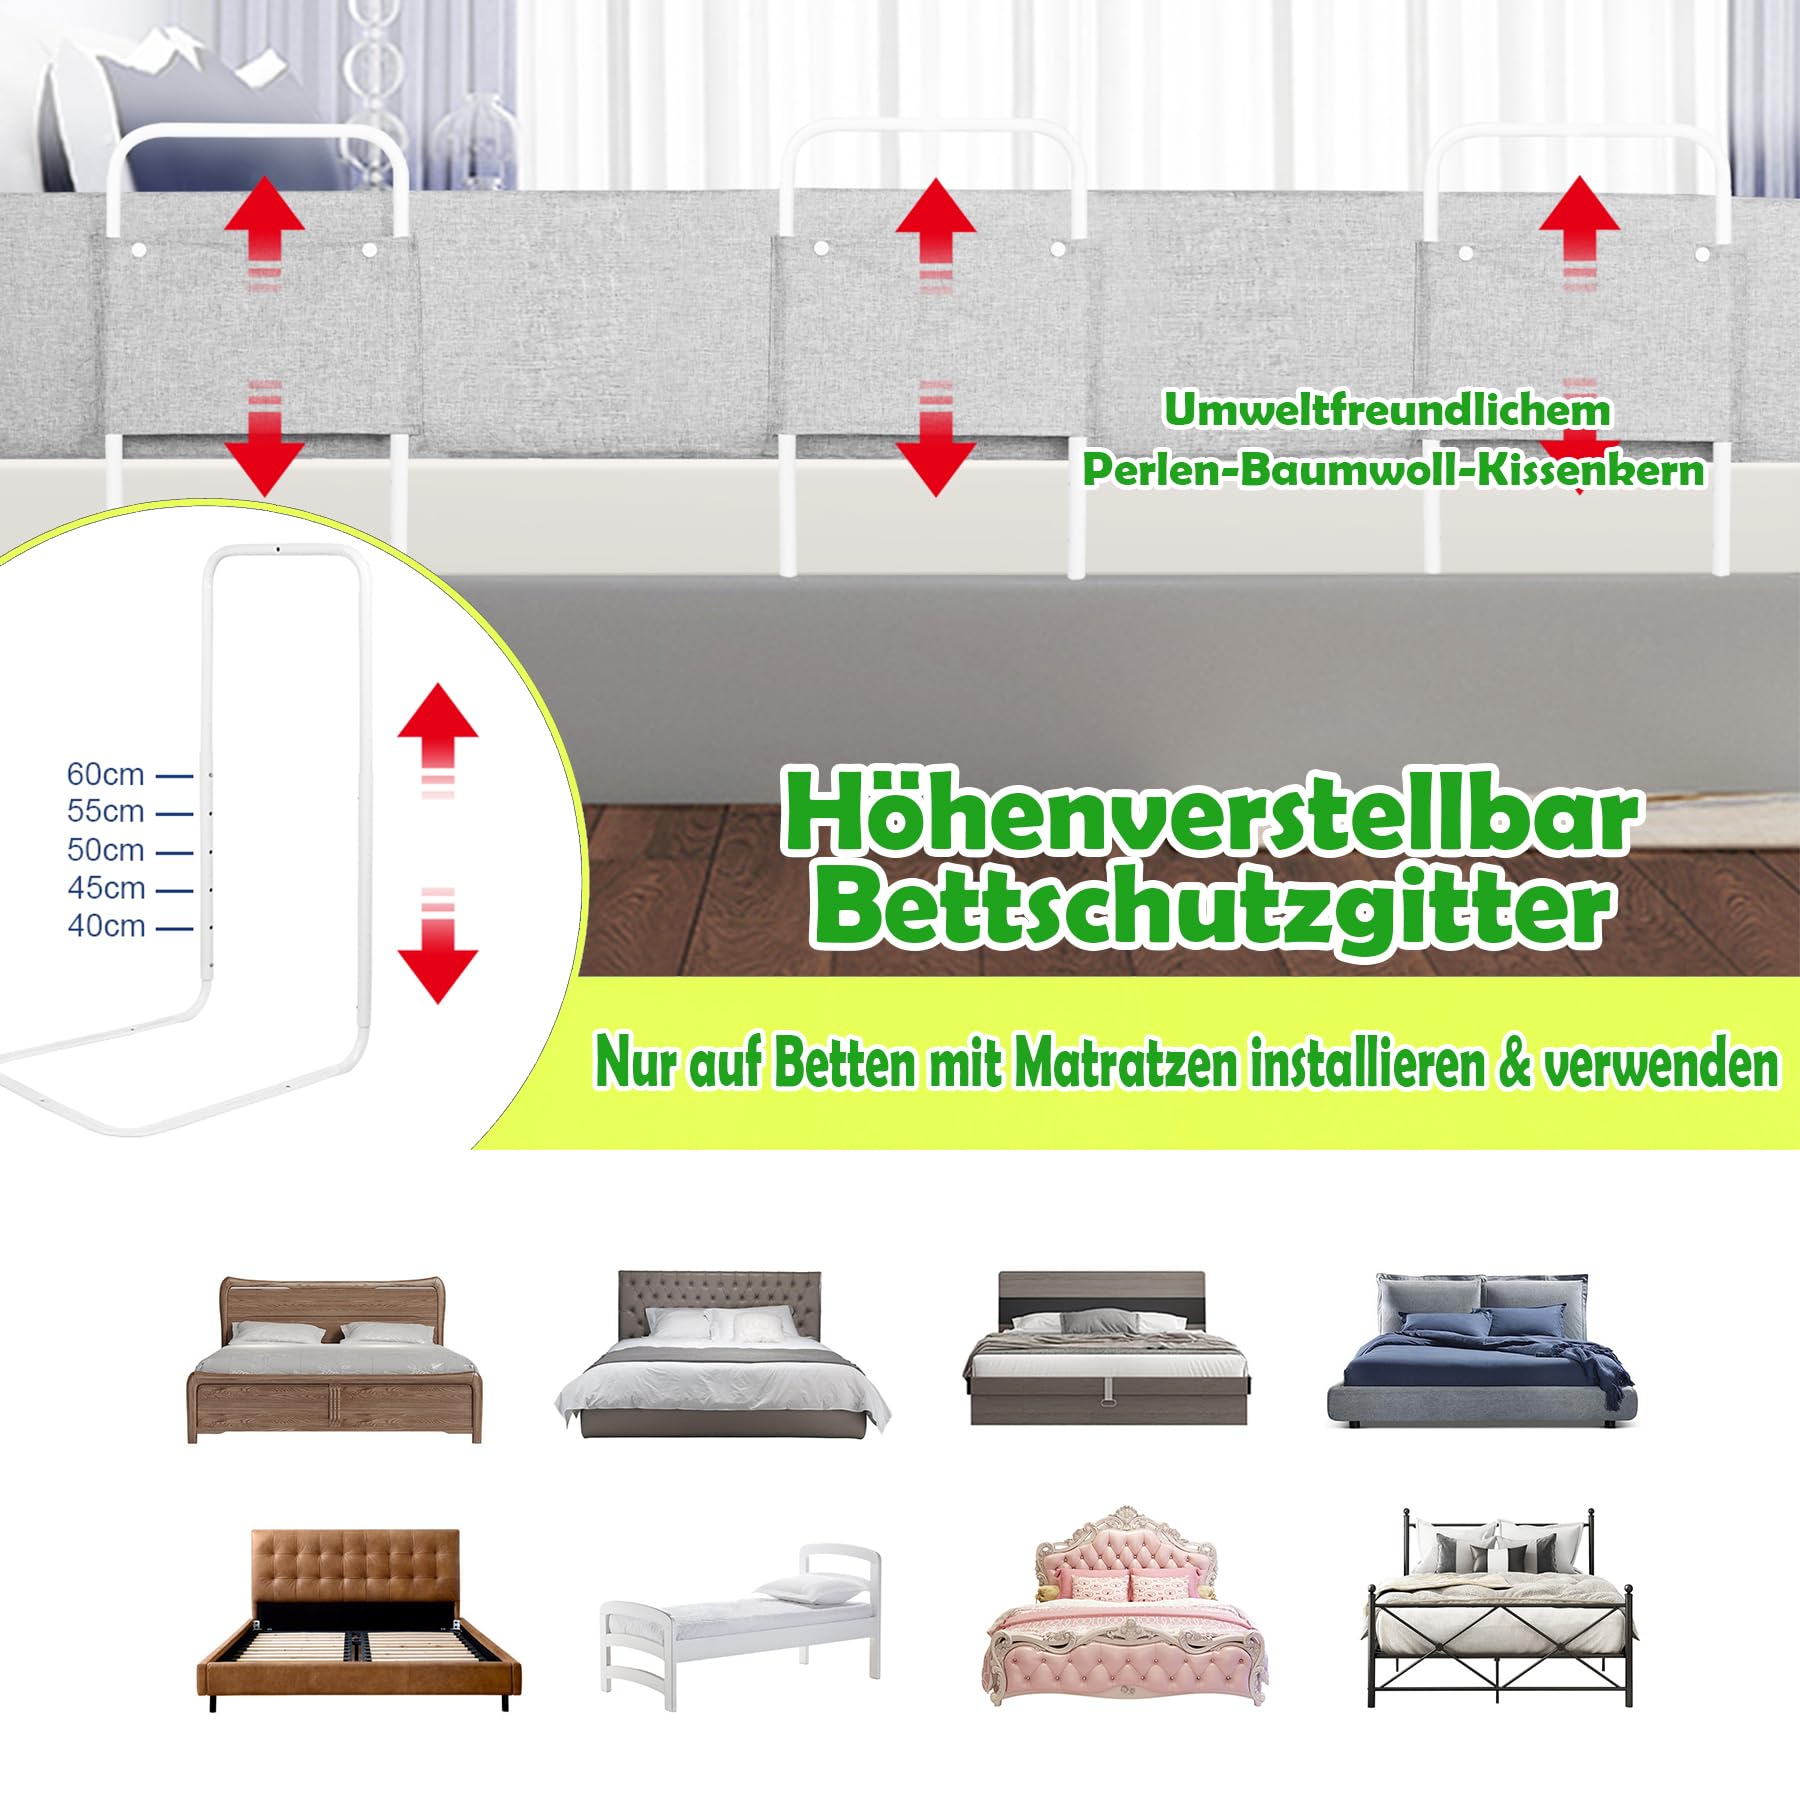 Umweltfreundlichem
Perlen-Baumwoll-Kissenkern
60cm
55cm
50cm
45cm
40cm
Höhenverstellbar
Bettschutzgitter
Nur auf Betten mit Matratzen installieren & verwenden